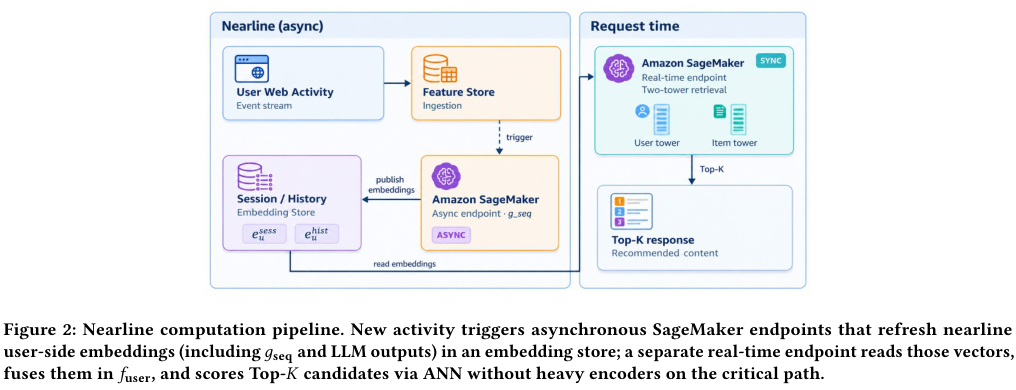 Nearline (async)
User Web Activity
Event stream
Feature Store
Ingestion
trigger
Session / History
Embedding Store
e_u^sess e_u^hist
publish
embeddings
Amazon SageMaker
Async endpoint · g_seq
ASYNC
read embeddings
Request time
Amazon SageMaker
SYNC
Real-time endpoint
Two-tower retrieval
User tower
Item tower
Top-K
1
2
3
Top-K response
Recommended content
Figure 2: Nearline computation pipeline. New activity triggers asynchronous SageMaker endpoints that refresh nearline
user-side embeddings (including g_seq and LLM outputs) in an embedding store; a separate real-time endpoint reads those vectors,
fuses them in f_user, and scores Top-K candidates via ANN without heavy encoders on the critical path.